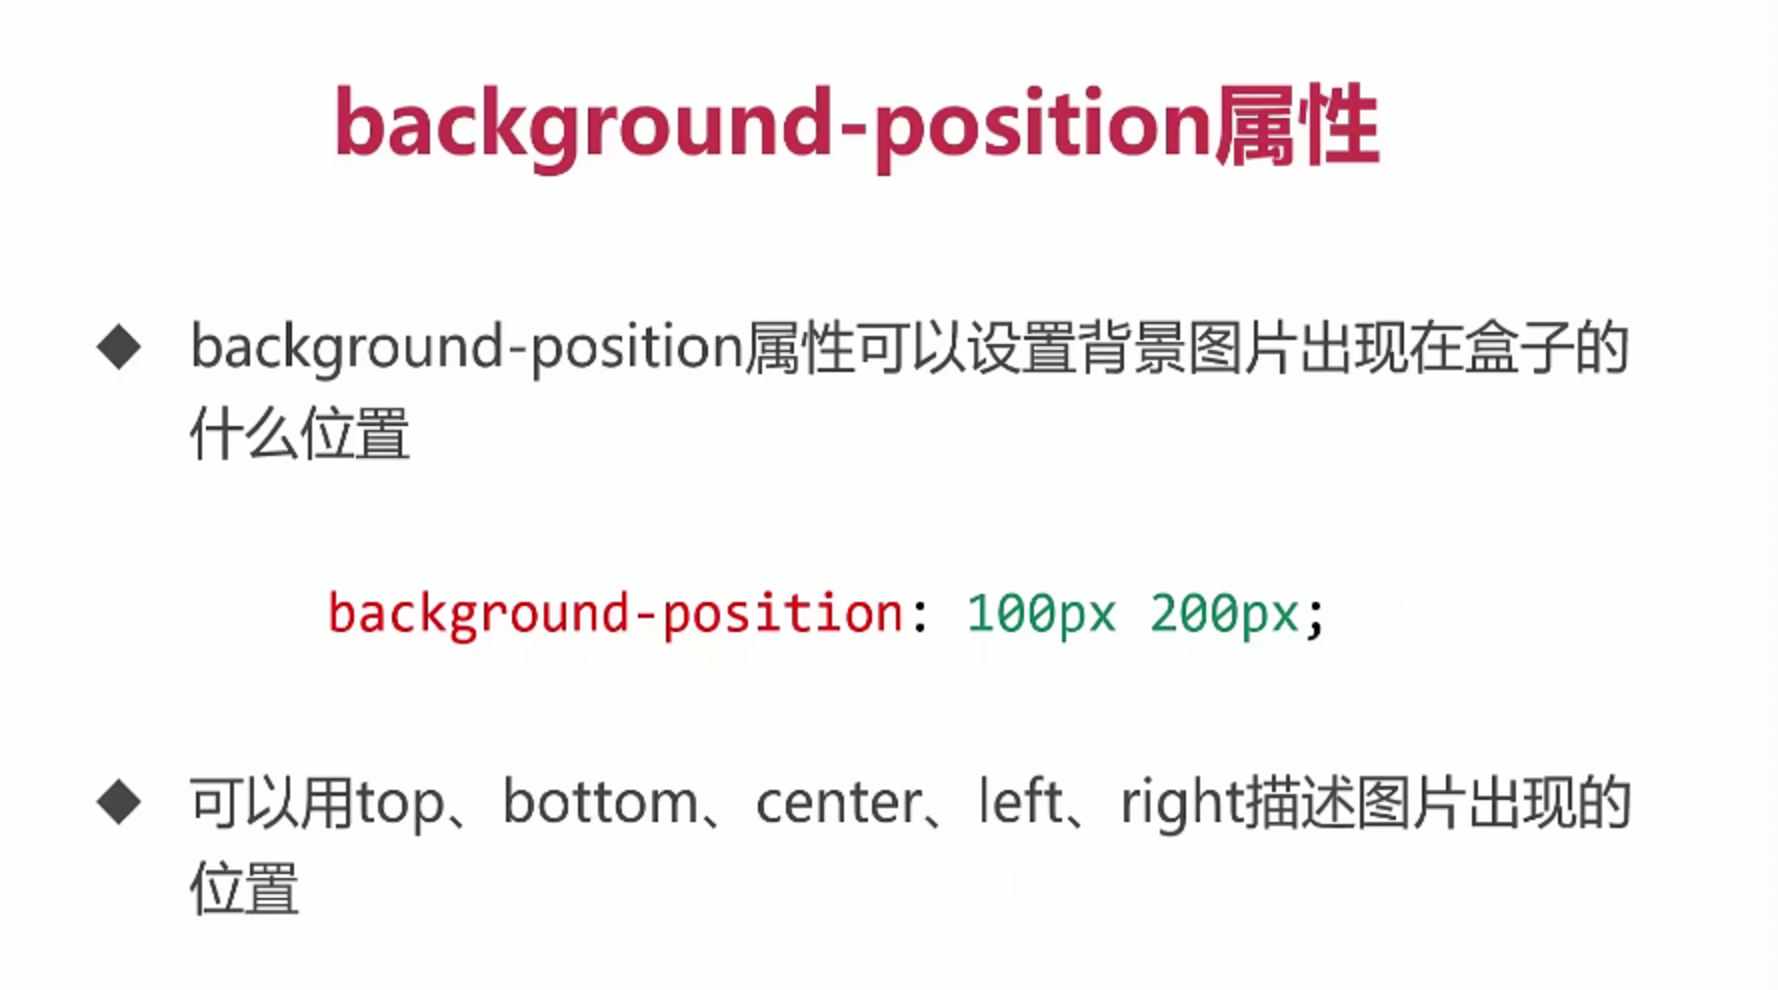 background-position属性
background-position属性可以设置背景图片出现在盒子的
什么位置
background-position: 100px 200px;
可以用top、bottom、center、left、right描述图片出现的
位置